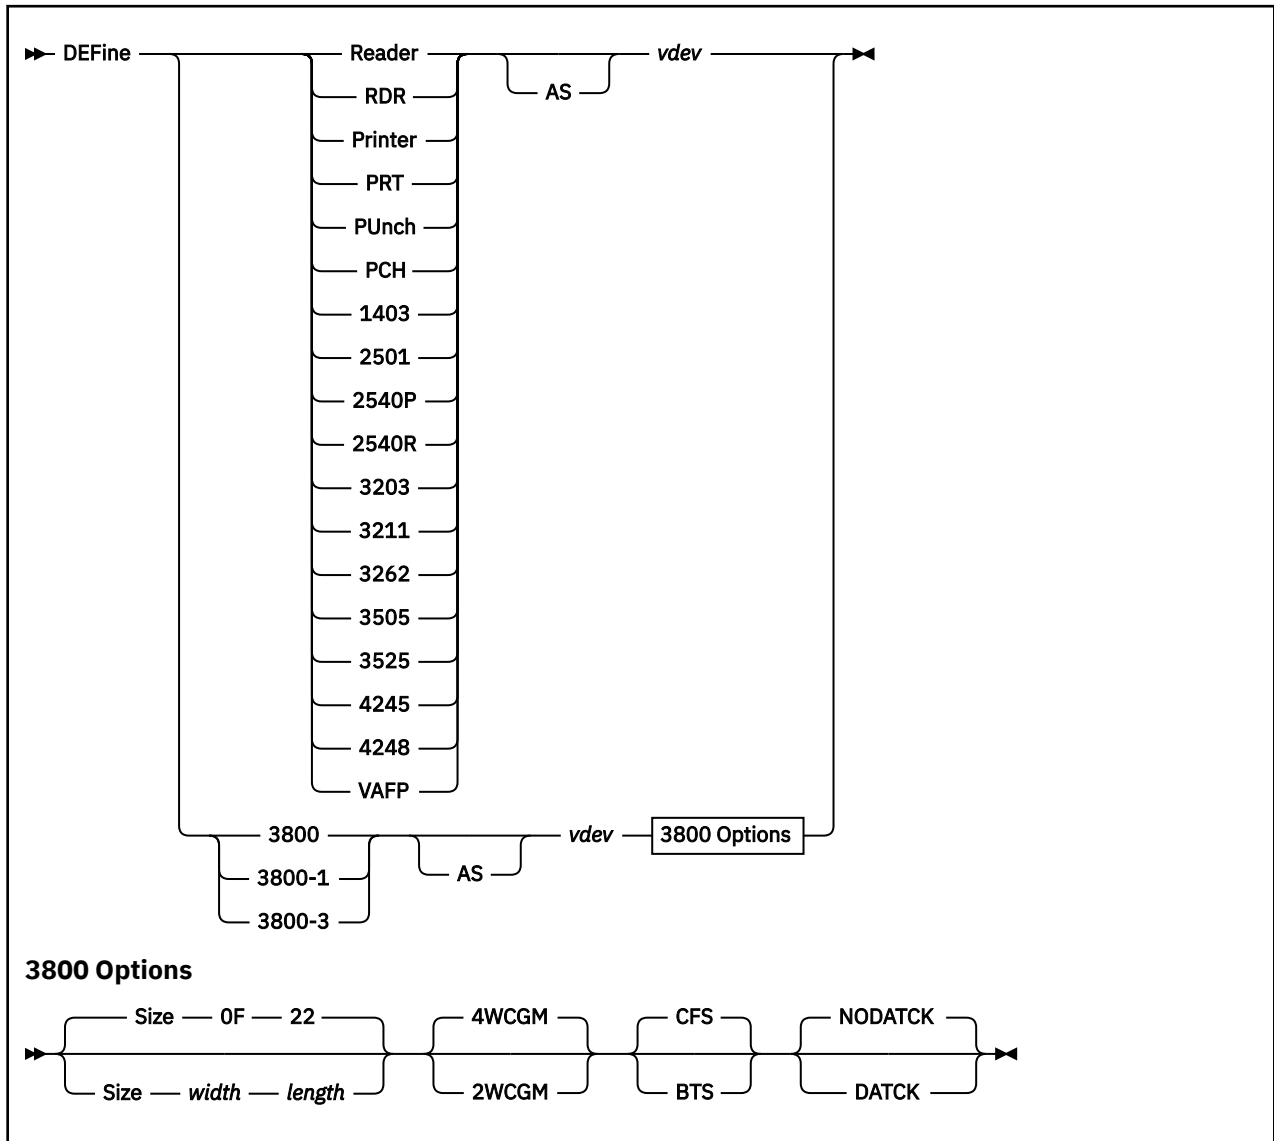 DEFine Reader vdev
AS
RDR
Printer
PRT
PUnch
PCH
1403
2501
2540P
2540R
3203
3211
3262
3505
3525
4245
4248
VAFP
3800 vdev 3800 Options
AS
3800-1
3800-3
3800 Options
Size 0F 22 4WCGM CFS NODATCK
Size width length 2WCGM BTS DATCK